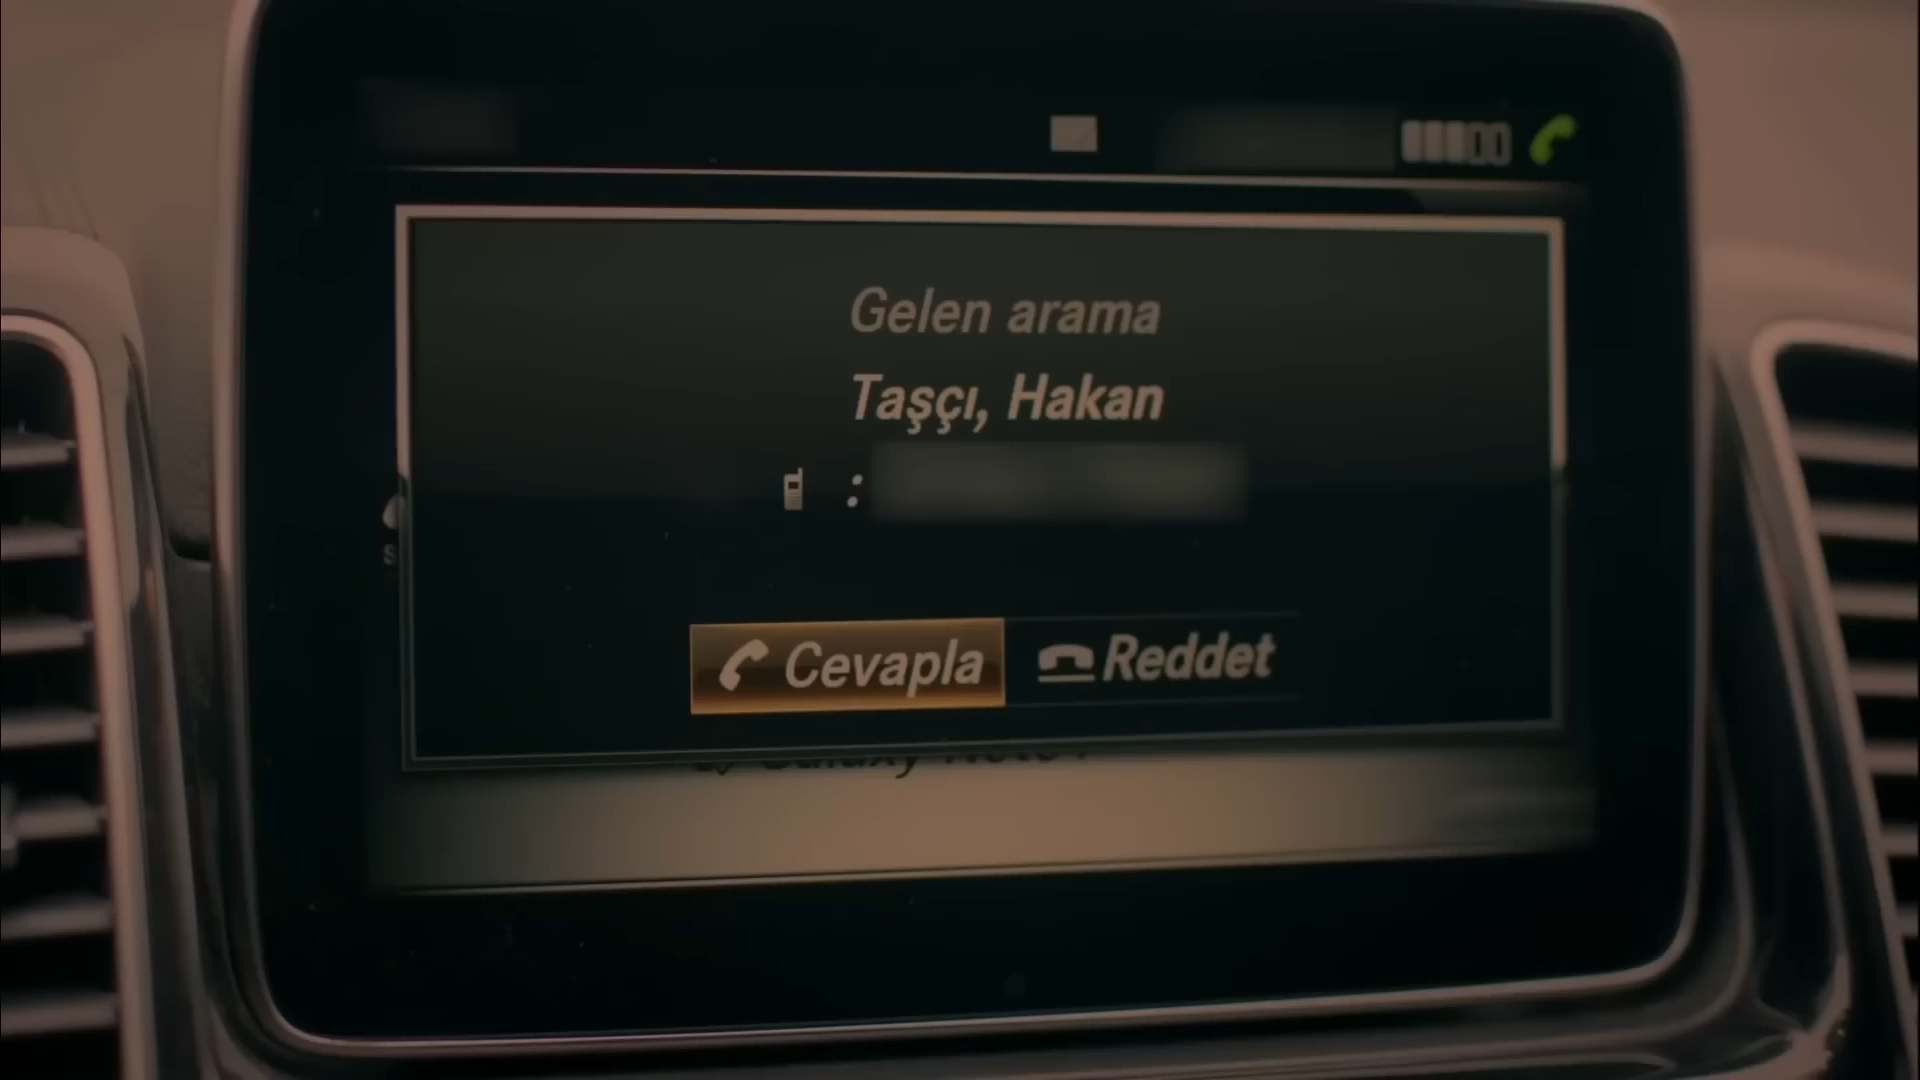 Gelen arama
Taşçı, Hakan
:
Cevapla
Reddet